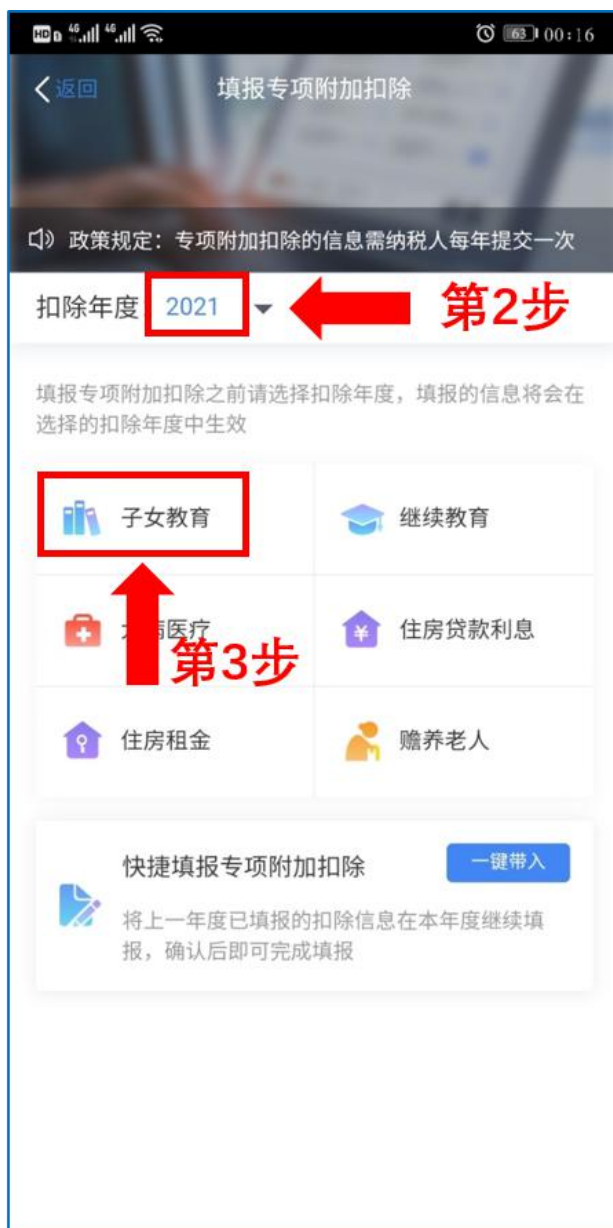 HD 4G 4G 63 00:16
返回 填报专项附加扣除
政策规定：专项附加扣除的信息需纳税人每年提交一次
扣除年度 2021 第2步
填报专项附加扣除之前请选择扣除年度，填报的信息将会在
选择的扣除年度中生效
子女教育 继续教育
病医疗 住房贷款利息
第3步
住房租金 赡养老人
快捷填报专项附加扣除 一键带入
将上一年度已填报的扣除信息在本年度继续填
报，确认后即可完成填报